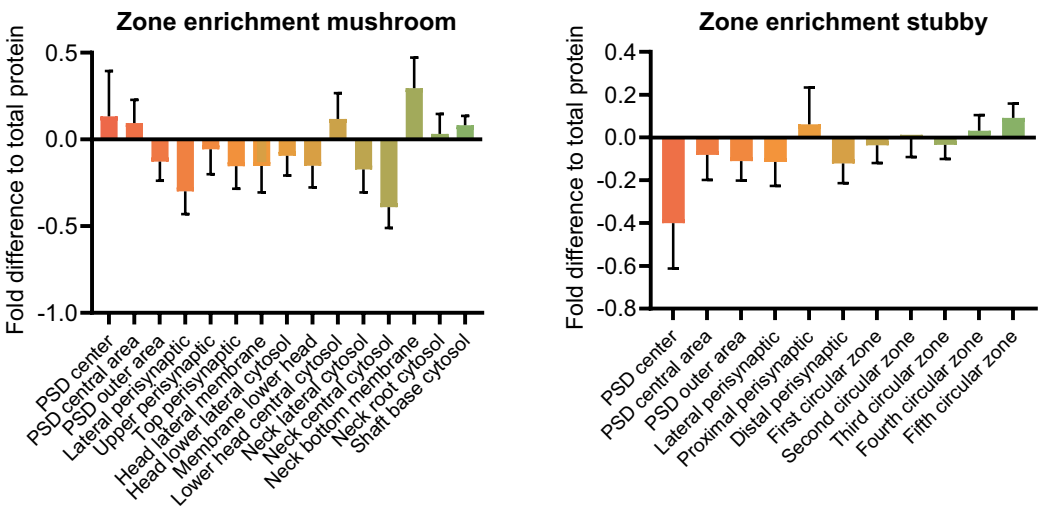 Zone enrichment mushroom
Fold difference to total protein
0.5
0.0
-0.5
-1.0
PSD center
PSD central area
PSD outer area
Lateral perisynaptic
Upper perisynaptic
Top perisynaptic
Top membrane
Head lateral membrane
Head lower lateral cytosol
Membrane lower head
Lower head central cytosol
Neck lateral cytosol
Neck central cytosol
Neck bottom membrane
Neck root cytosol
Shaft base cytosol
Zone enrichment stubby
Fold difference to total protein
0.4
0.2
0.0
-0.2
-0.4
-0.6
-0.8
PSD center
PSD central area
PSD outer area
Lateral perisynaptic
Proximal perisynaptic
Distal perisynaptic
First circular zone
Second circular zone
Third circular zone
Fourth circular zone
Fifth circular zone